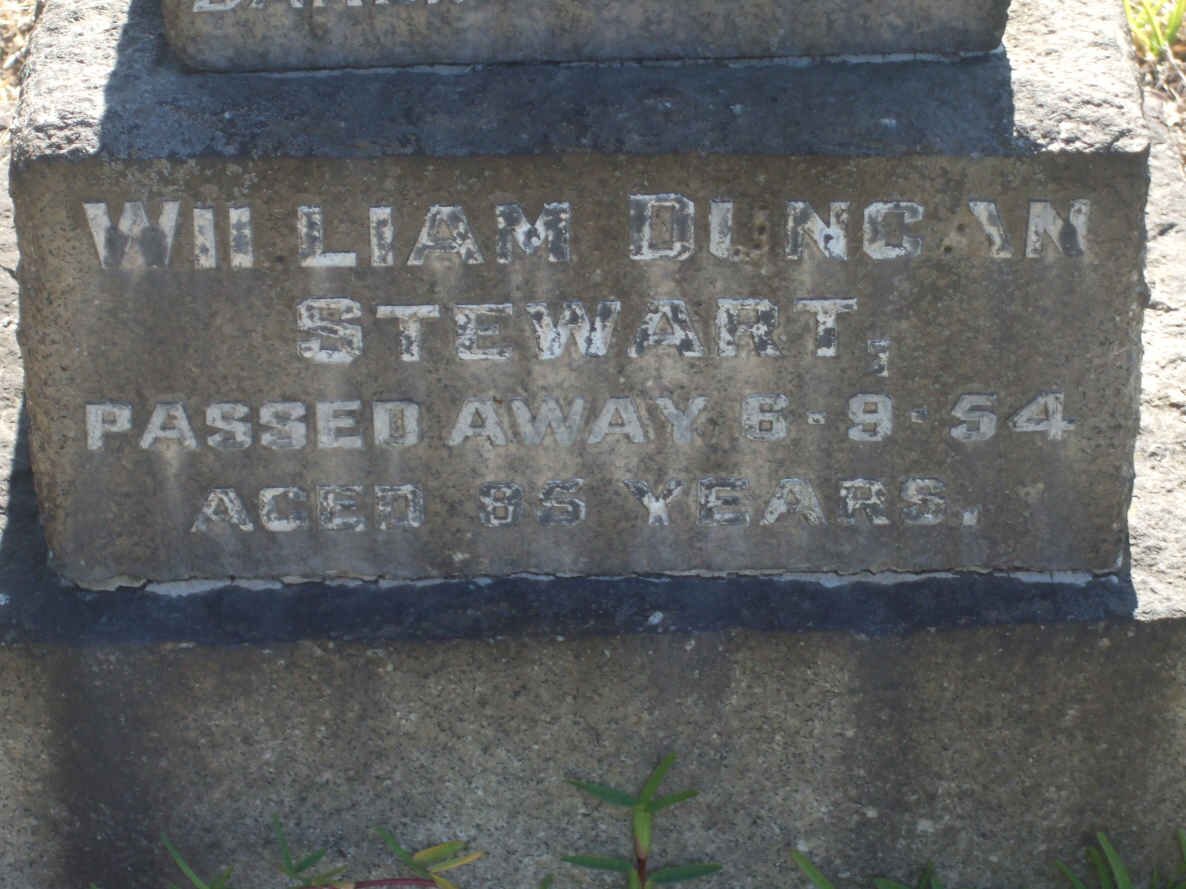 WILLIAM DUNCAN
STEWART,
PASSED AWAY 6-9-54
AGED 85 YEARS.